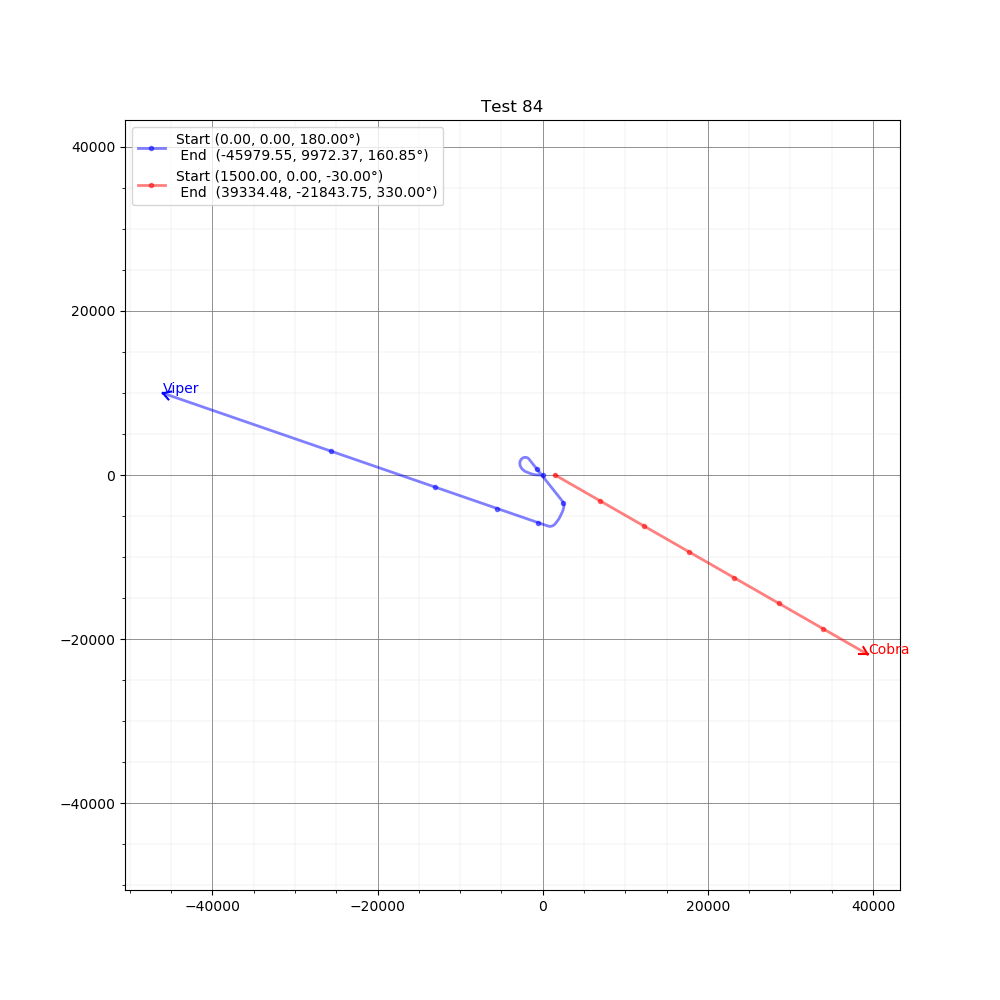 Test 84
Start (0.00, 0.00, 180.00°)
End (-45979.55, 9972.37, 160.85°)
Start (1500.00, 0.00, -30.00°)
End (39334.48, -21843.75, 330.00°)
40000
20000
0
−20000
−40000
Viper
Cobra
−40000
−20000
0
20000
40000